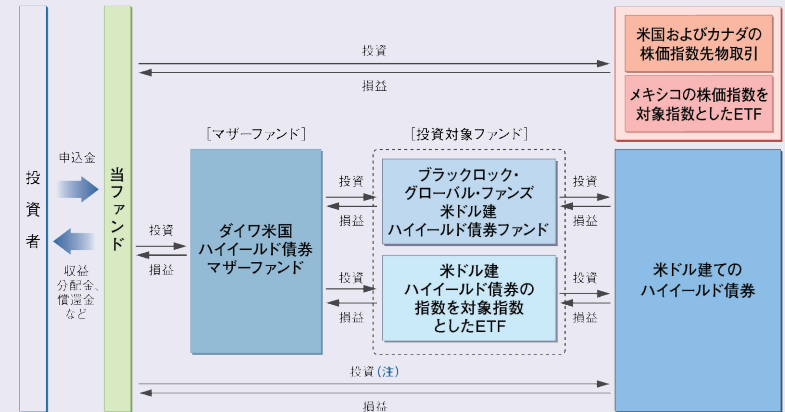 投資者
申込金
収益
分配金、
償還金
など
当ファンド
投資
損益
米国およびカナダの
株価指数先物取引
メキシコの株価指数を
対象指数としたETF
[マザーファンド]
[投資対象ファンド]
投資
損益
ダイワ米国
ハイイールド債券
マザーファンド
投資
損益
投資
損益
ブラックロック・
グローバル・ファンズ
米ドル建
ハイイールド債券ファンド
米ドル建
ハイイールド債券の
指数を対象指数
としたETF
投資
損益
投資
損益
米ドル建ての
ハイイールド債券
投資(注)
損益